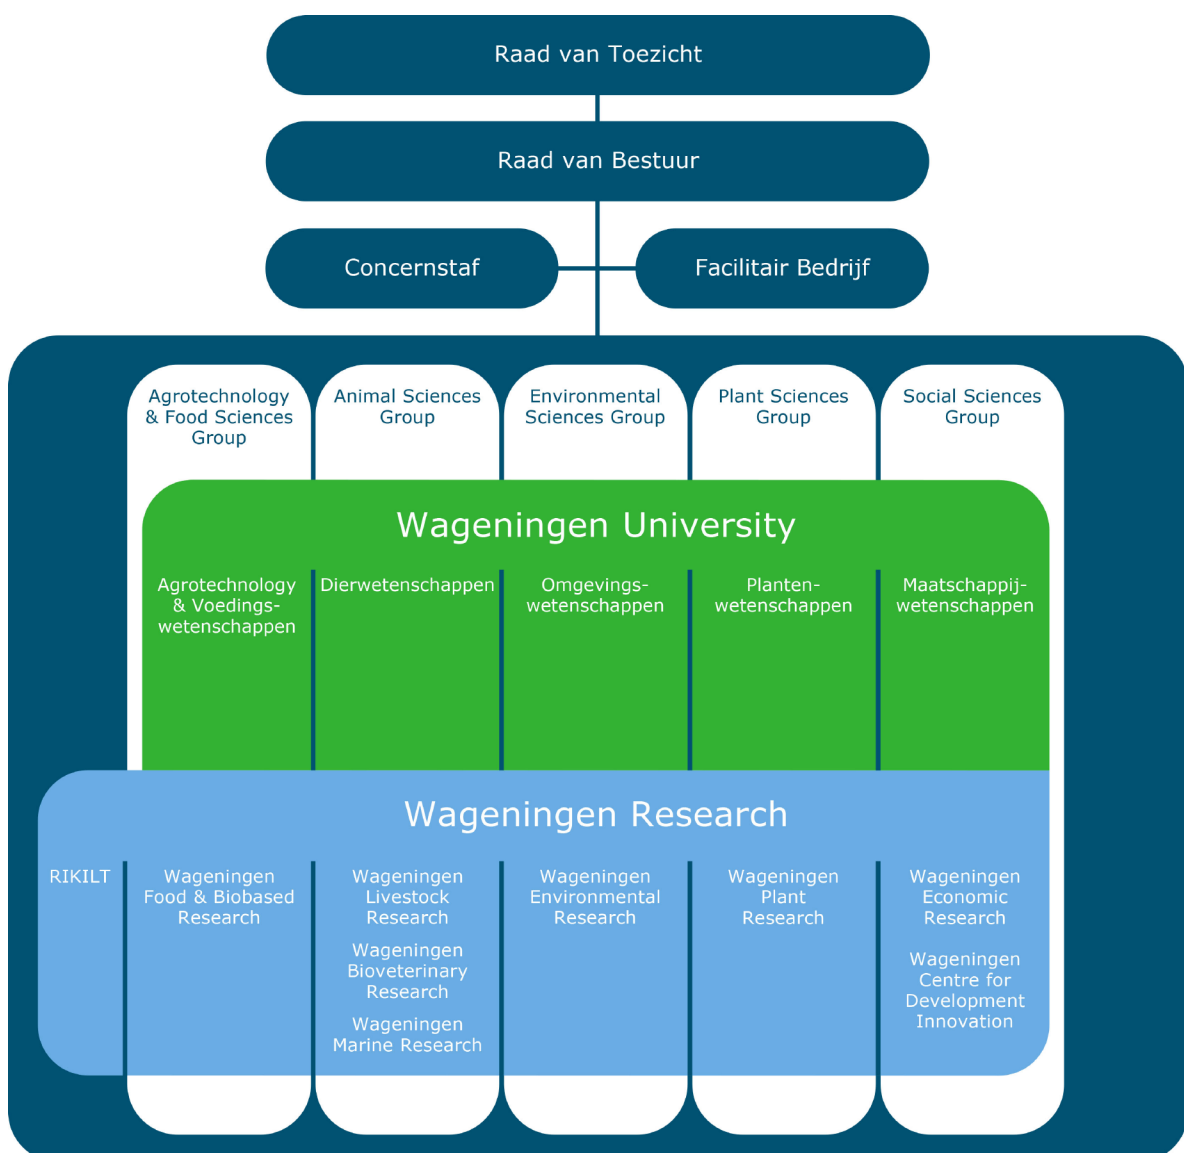 Raad van Toezicht
Raad van Bestuur
Concernstaf
Facilitair Bedrijf
Agrotechnology
& Food Sciences
Group
Animal Sciences
Group
Environmental
Sciences Group
Plant Sciences
Group
Social Sciences
Group
Wageningen University
Agrotechnology
& Voedings-
wetenschappen
Dierwetenschappen
Omgevings-
wetenschappen
Planten-
wetenschappen
Maatschappij-
wetenschappen
Wageningen Research
RIKILT
Wageningen
Food & Biobased
Research
Wageningen
Livestock
Research
Wageningen
Bioveterinary
Research
Wageningen
Marine Research
Wageningen
Environmental
Research
Wageningen
Plant
Research
Wageningen
Economic
Research
Wageningen
Centre for
Development
Innovation